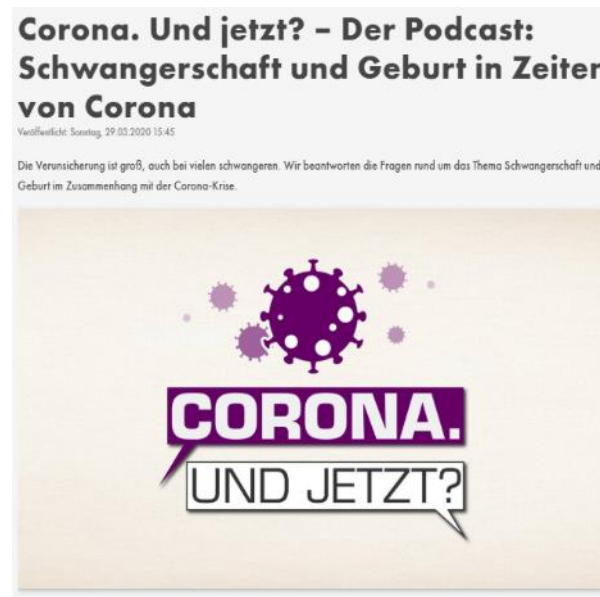 Corona. Und jetzt? – Der Podcast:
Schwangerschaft und Geburt in Zeiten
von Corona
Veröffentlicht: Sonntag, 29.03.2020 15:45
Die Verunsicherung ist groß, auch bei vielen schwangeren. Wir beantworten die Fragen rund um das Thema Schwangerschaft und
Geburt im Zusammenhang mit der Corona-Krise.
CORONA.
UND JETZT?